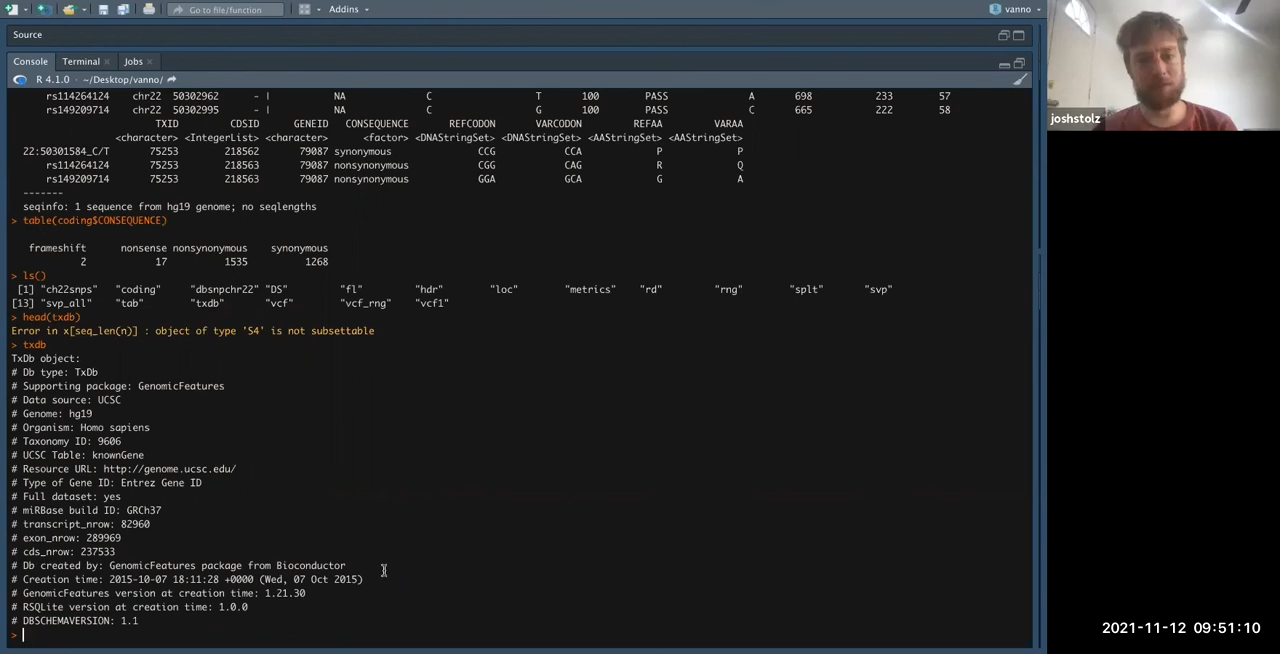 Go to file/function
Addins
vanno
Source
Console Terminal Jobs
R 4.1.0 · ~/Desktop/vanno/
rs114264124 chr22 50302962 - | NA C T 100 PASS A 698 233 57
rs149209714 chr22 50302995 - | NA C G 100 PASS C 665 222 58
TXID CDSID GENEID CONSEQUENCE REFCODON VARCODON REFAA VARAA
<character> <IntegerList> <character> <factor> <DNAStringSet> <DNAStringSet> <AAStringSet> <AAStringSet>
22:50301584_C/T 75253 218562 79087 synonymous CCG CCA P P
rs114264124 75253 218563 79087 nonsynonymous CGG CAG R Q
rs149209714 75253 218563 79087 nonsynonymous GGA GCA G A
-------
seqinfo: 1 sequence from hg19 genome; no seqlengths
> table(coding$CONSEQUENCE)
frameshift nonsense nonsynonymous synonymous
2 17 1535 1268
> ls()
[1] "ch22snps" "coding" "dbsnpchr22" "DS" "fl" "hdr" "loc" "metrics" "rd" "rng" "splt" "svp"
[13] "svp_all" "tab" "txdb" "vcf" "vcf_rng" "vcf1"
> head(txdb)
Error in x[seq_len(n)] : object of type 'S4' is not subsettable
> txdb
TxDb object:
# Db type: TxDb
# Supporting package: GenomicFeatures
# Data source: UCSC
# Genome: hg19
# Organism: Homo sapiens
# Taxonomy ID: 9606
# UCSC Table: knownGene
# Resource URL: http://genome.ucsc.edu/
# Type of Gene ID: Entrez Gene ID
# Full dataset: yes
# miRBase build ID: GRCh37
# transcript_nrow: 82960
# exon_nrow: 289969
# cds_nrow: 237533
# Db created by: GenomicFeatures package from Bioconductor
# Creation time: 2015-10-07 18:11:28 +0000 (Wed, 07 Oct 2015)
# GenomicFeatures version at creation time: 1.21.30
# RSQLite version at creation time: 1.0.0
# DBSCHEMAVERSION: 1.1
>
joshstolz
2021-11-12 09:51:10